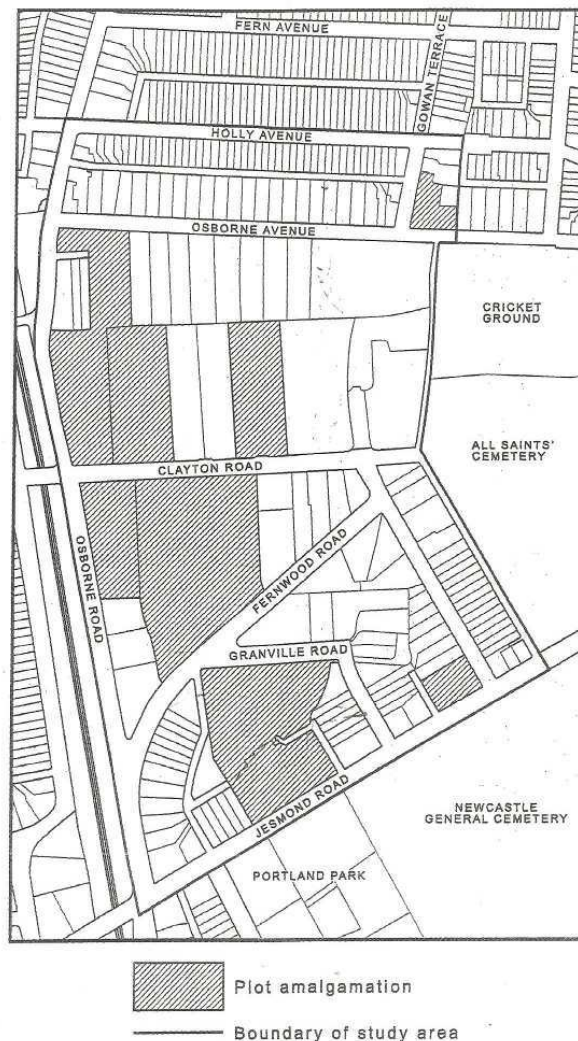 FERN AVENUE
GOWAN TERRACE
HOLLY AVENUE
OSBORNE AVENUE
CRICKET
GROUND
ALL SAINTS'
CEMETERY
CLAYTON ROAD
OSBORNE ROAD
FERNWOOD ROAD
GRANVILLE ROAD
JESMOND ROAD
NEWCASTLE
GENERAL CEMETERY
PORTLAND PARK
Plot amalgamation
Boundary of study area